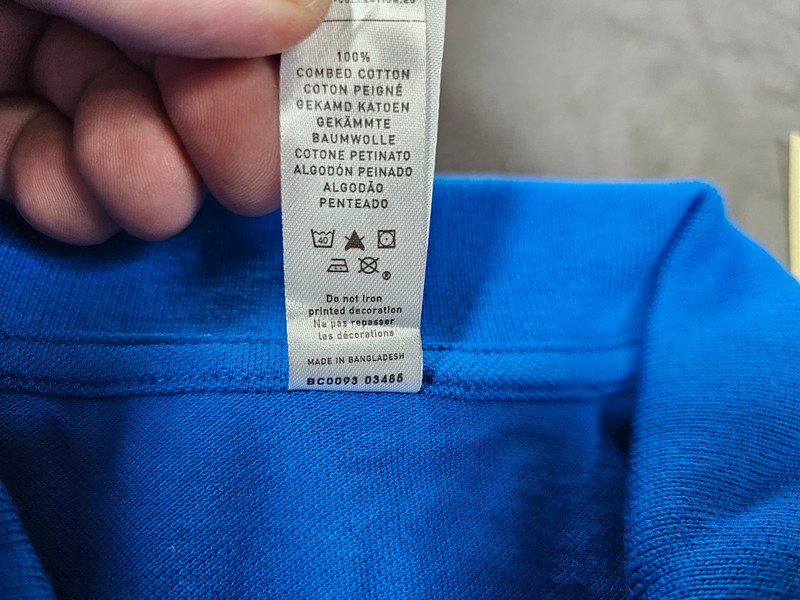 100%
COMBED COTTON
COTON PEIGNÉ
GEKAMD KATOEN
GEKÄMMTE
BAUMWOLLE
COTONE PETINATO
ALGODÓN PEINADO
ALGODÃO
PENTEADO
40
Do not iron
printed decoration
Ne pas repasser
les décorations
MADE IN BANGLADESH
BC0093 03485